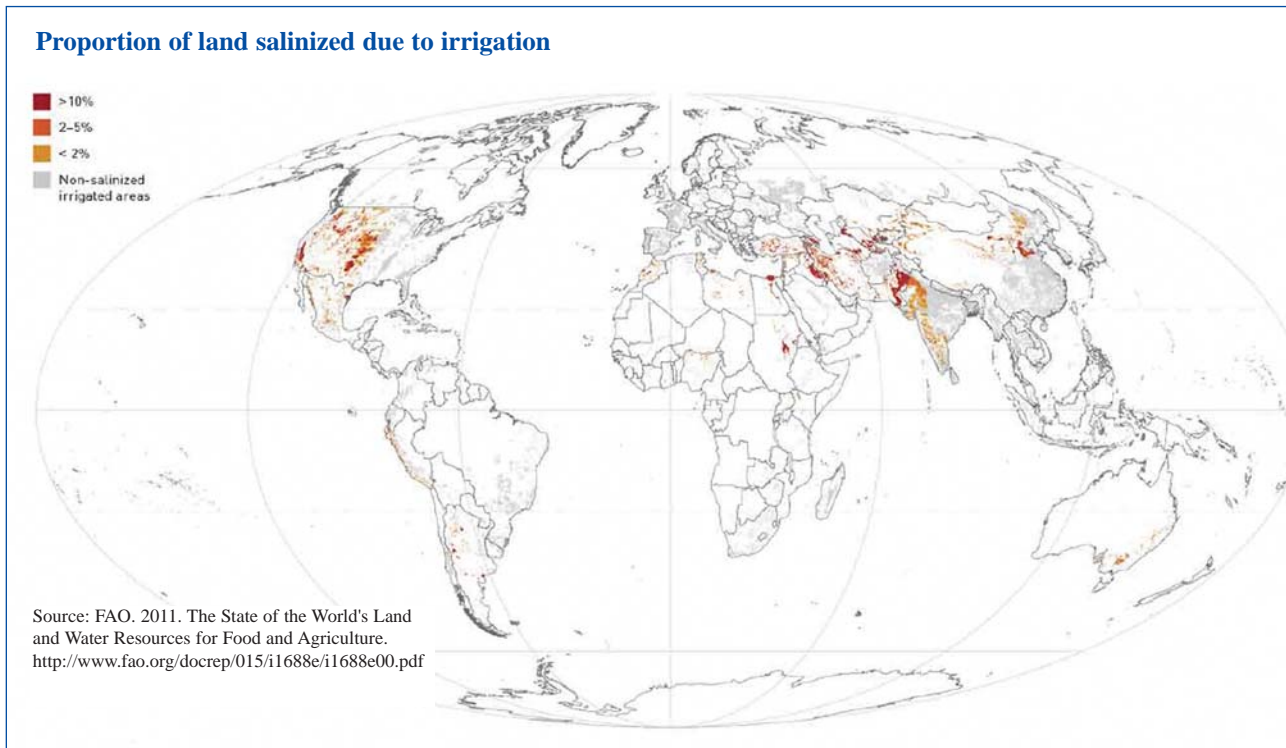 Proportion of land salinized due to irrigation
>10%
2–5%
< 2%
Non-salinized
irrigated areas
Source: FAO. 2011. The State of the World's Land
and Water Resources for Food and Agriculture.
http://www.fao.org/docrep/015/i1688e/i1688e00.pdf